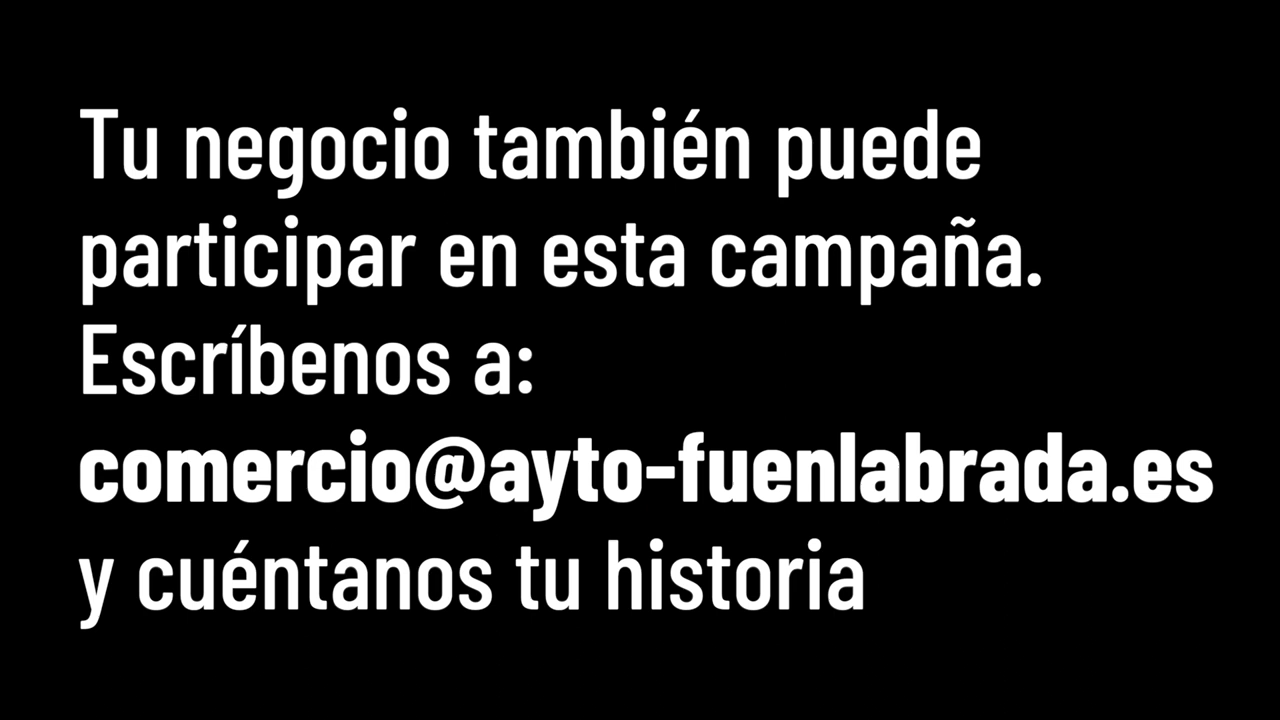 Tu negocio también puede
participar en esta campaña.
Escríbenos a:
comercio@ayto-fuenlabrada.es
y cuéntanos tu historia